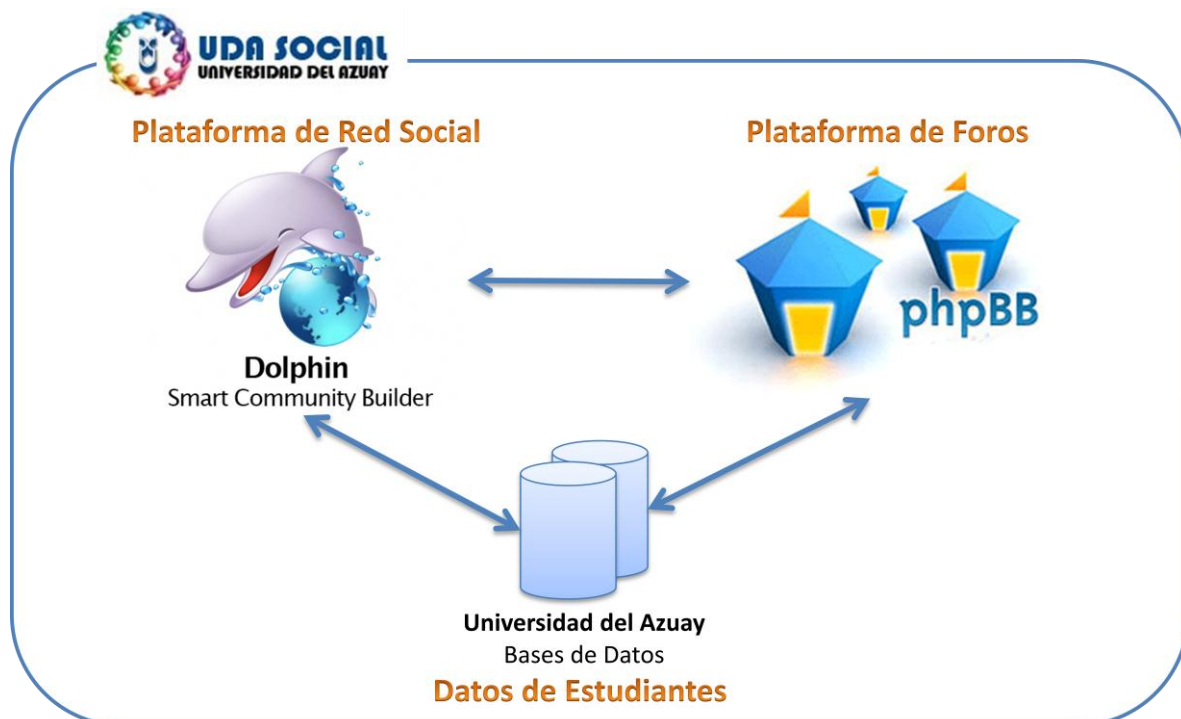 UDA SOCIAL
UNIVERSIDAD DEL AZUAY
Plataforma de Red Social
Plataforma de Foros
phpBB
Dolphin
Smart Community Builder
Universidad del Azuay
Bases de Datos
Datos de Estudiantes